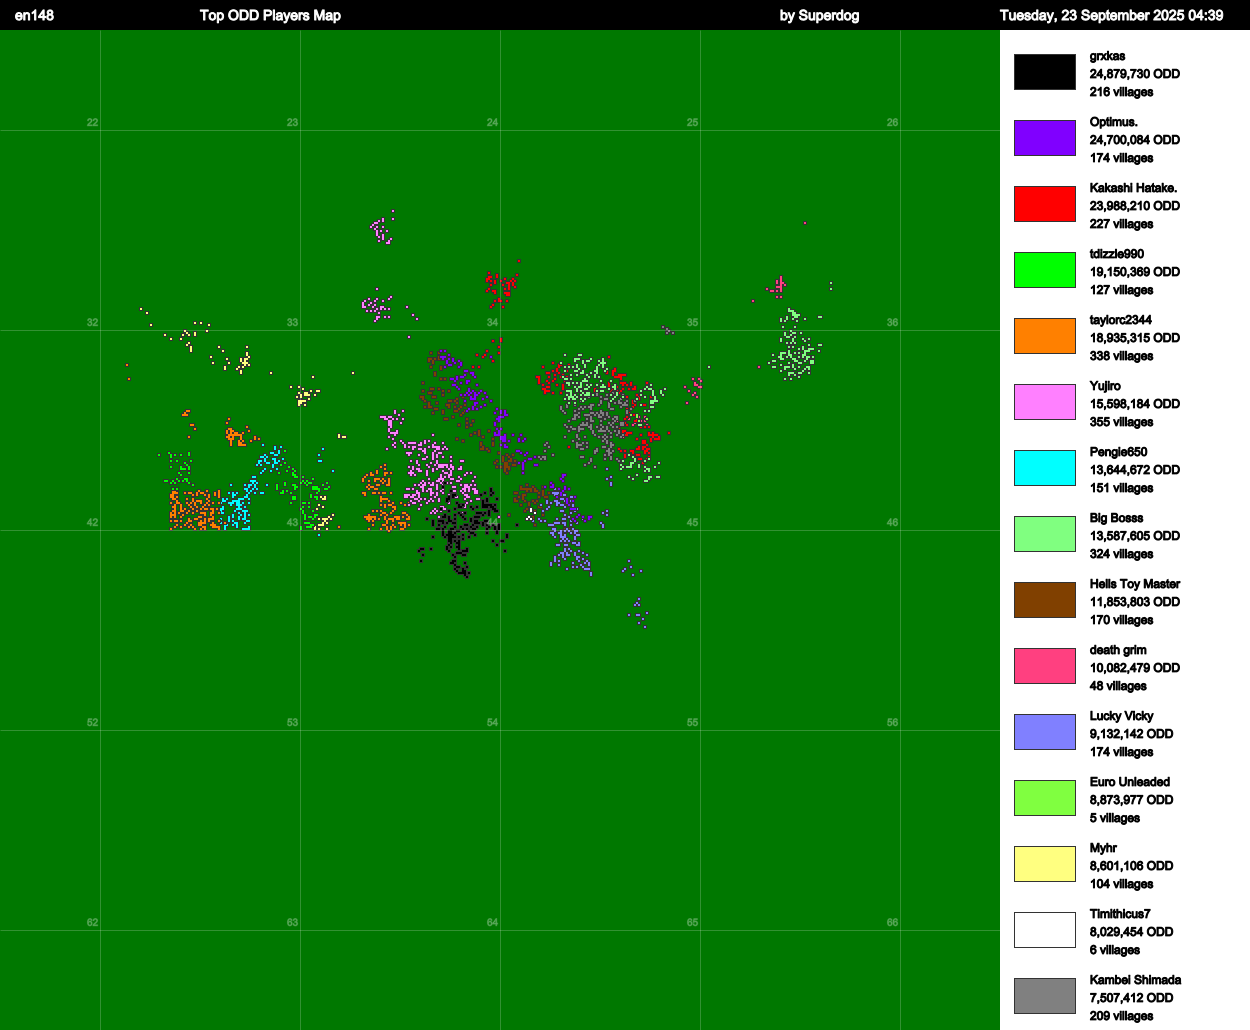 en148 Top ODD Players Map by Superdog Tuesday, 23 September 2025 04:39
22 23 24 25 26
32 33 34 35 36
42 43 44 45 46
52 53 54 55 56
62 63 64 65 66
grxkas
24,879,730 ODD
216 villages
Optimus.
24,700,084 ODD
174 villages
Kakashi Hatake.
23,988,210 ODD
227 villages
tdizzle990
19,150,369 ODD
127 villages
taylorc2344
18,935,315 ODD
338 villages
Yujiro
15,598,184 ODD
355 villages
Pengie650
13,644,672 ODD
151 villages
Big Bosss
13,587,605 ODD
324 villages
Hells Toy Master
11,853,803 ODD
170 villages
death grim
10,082,479 ODD
48 villages
Lucky Vicky
9,132,142 ODD
174 villages
Euro Unleaded
8,873,977 ODD
5 villages
Myhr
8,601,106 ODD
104 villages
Timithicus7
8,029,454 ODD
6 villages
Kambei Shimada
7,507,412 ODD
209 villages